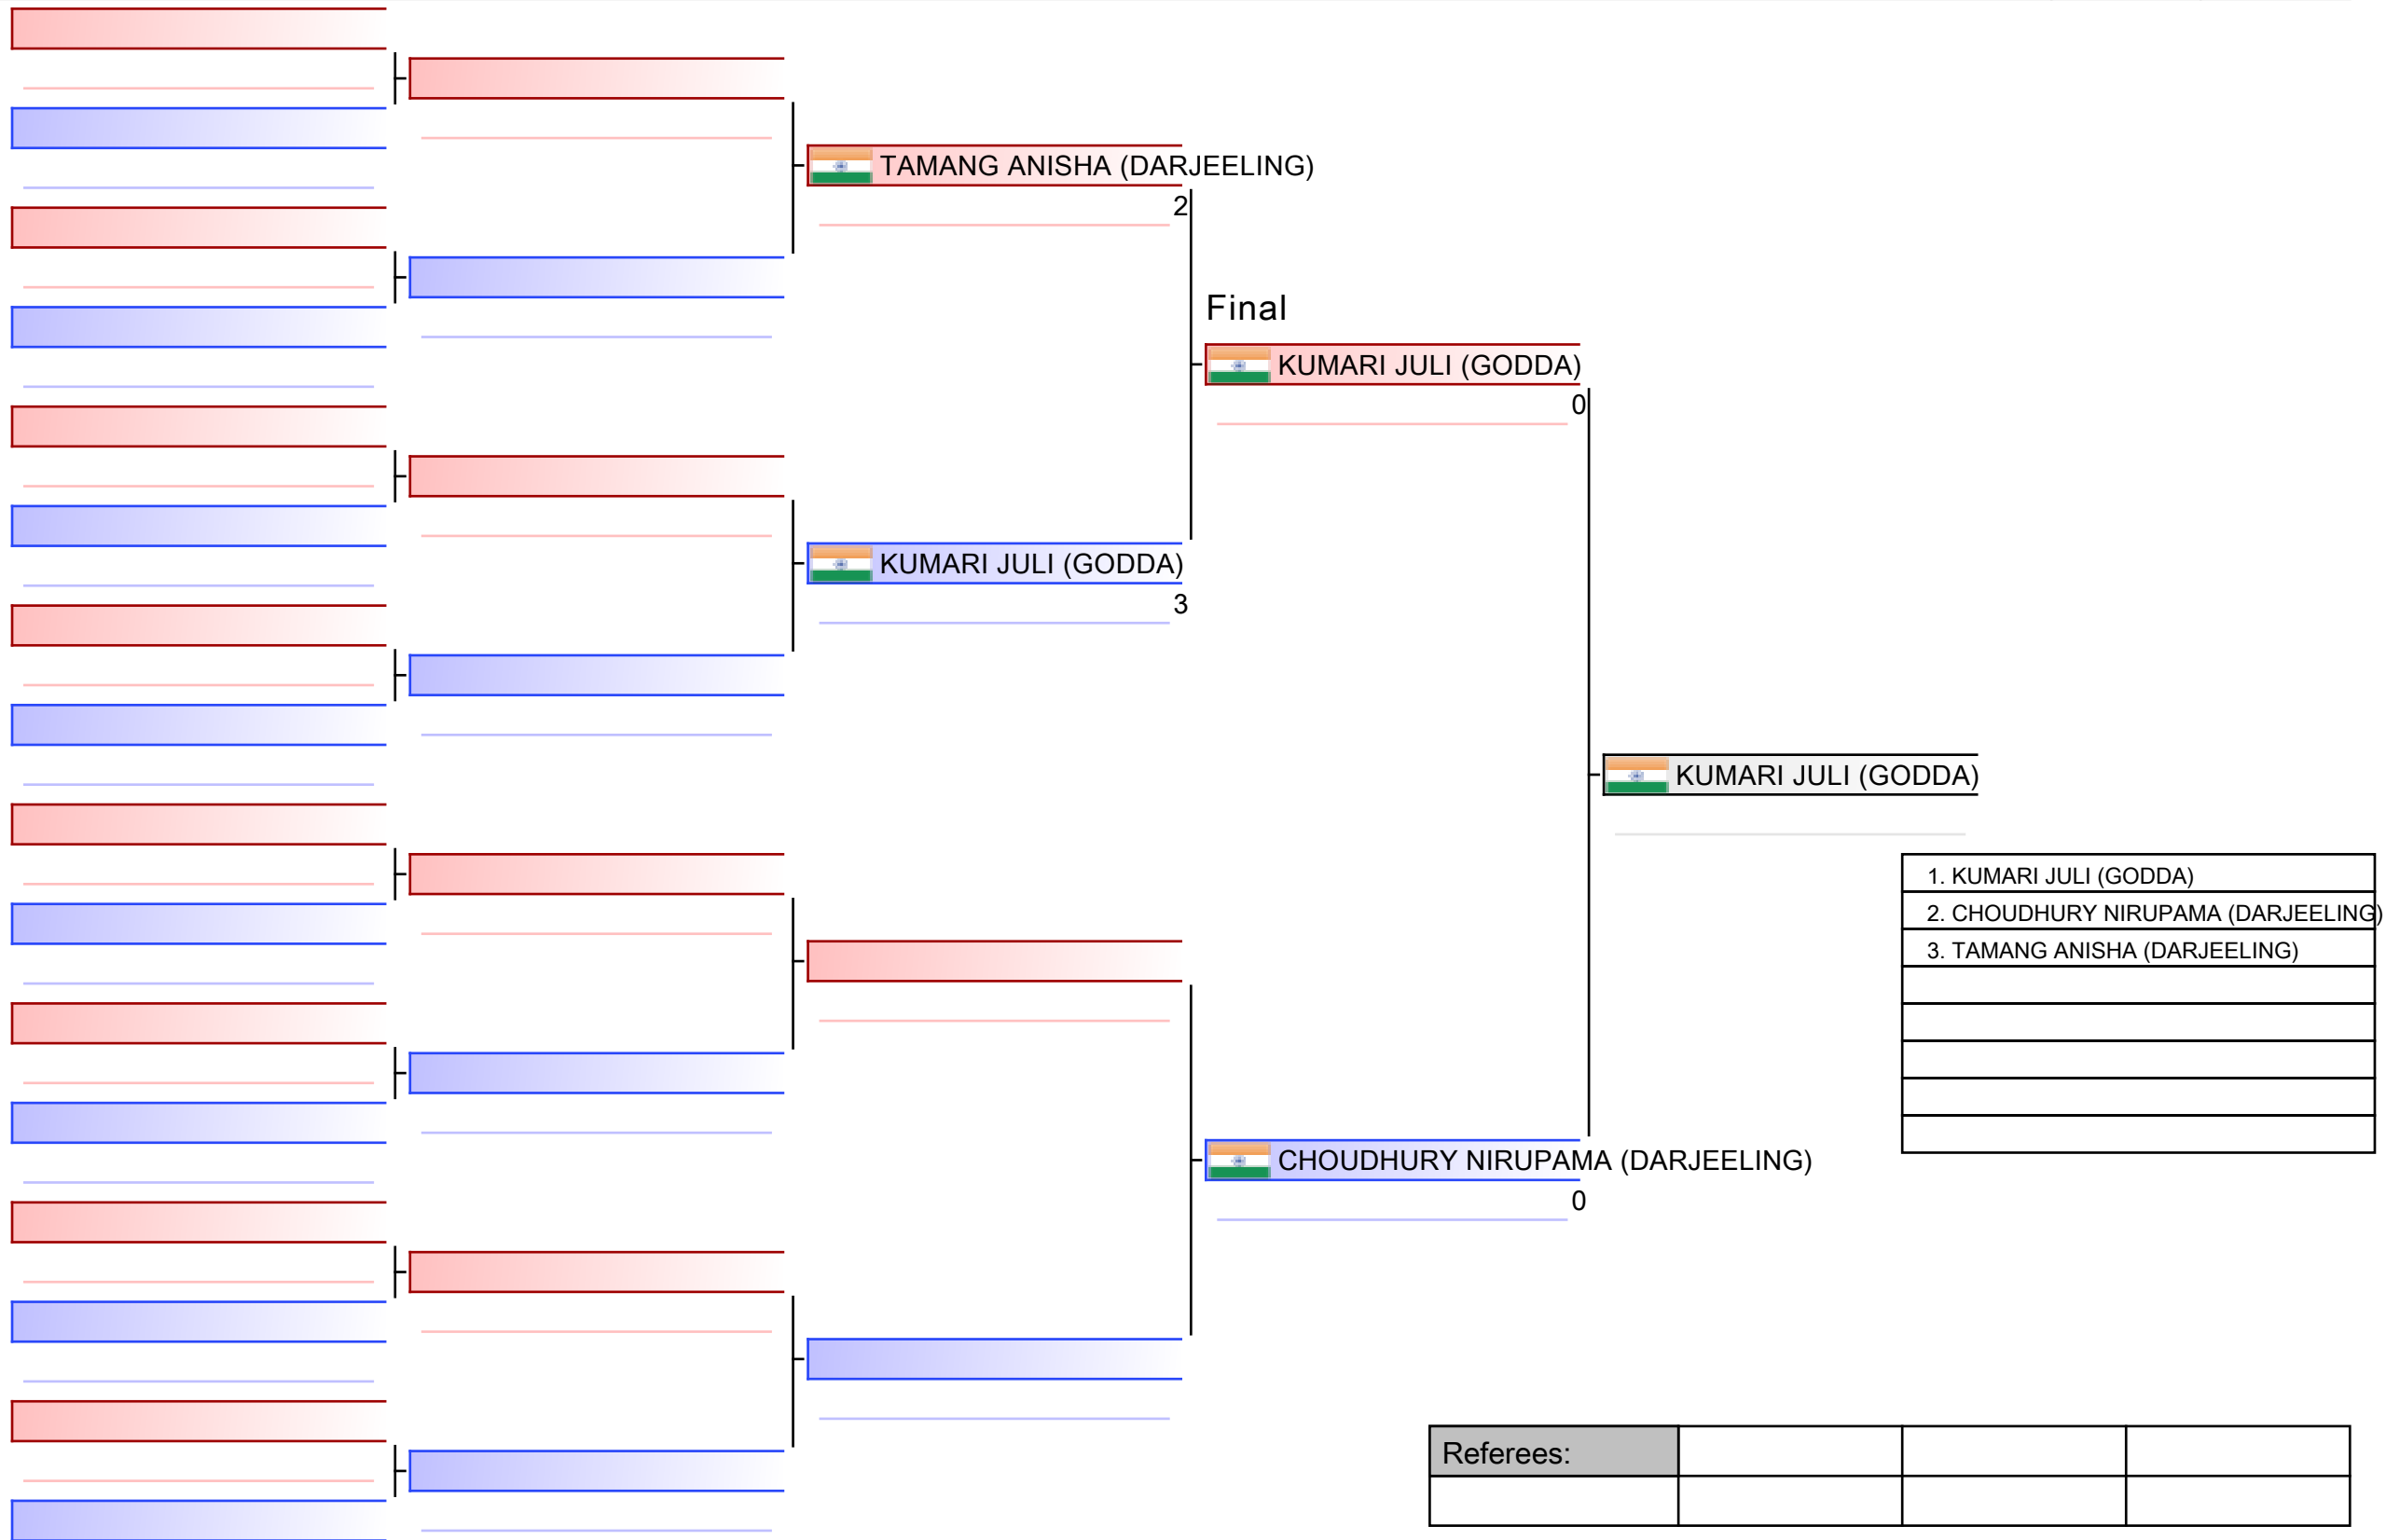 TAMANG ANISHA (DARJEELING)
2
Final
KUMARI JULI (GODDA)
0
KUMARI JULI (GODDA)
3
KUMARI JULI (GODDA)
1. KUMARI JULI (GODDA)
2. CHOUDHURY NIRUPAMA (DARJEELING)
3. TAMANG ANISHA (DARJEELING)
CHOUDHURY NIRUPAMA (DARJEELING)
0
Referees: